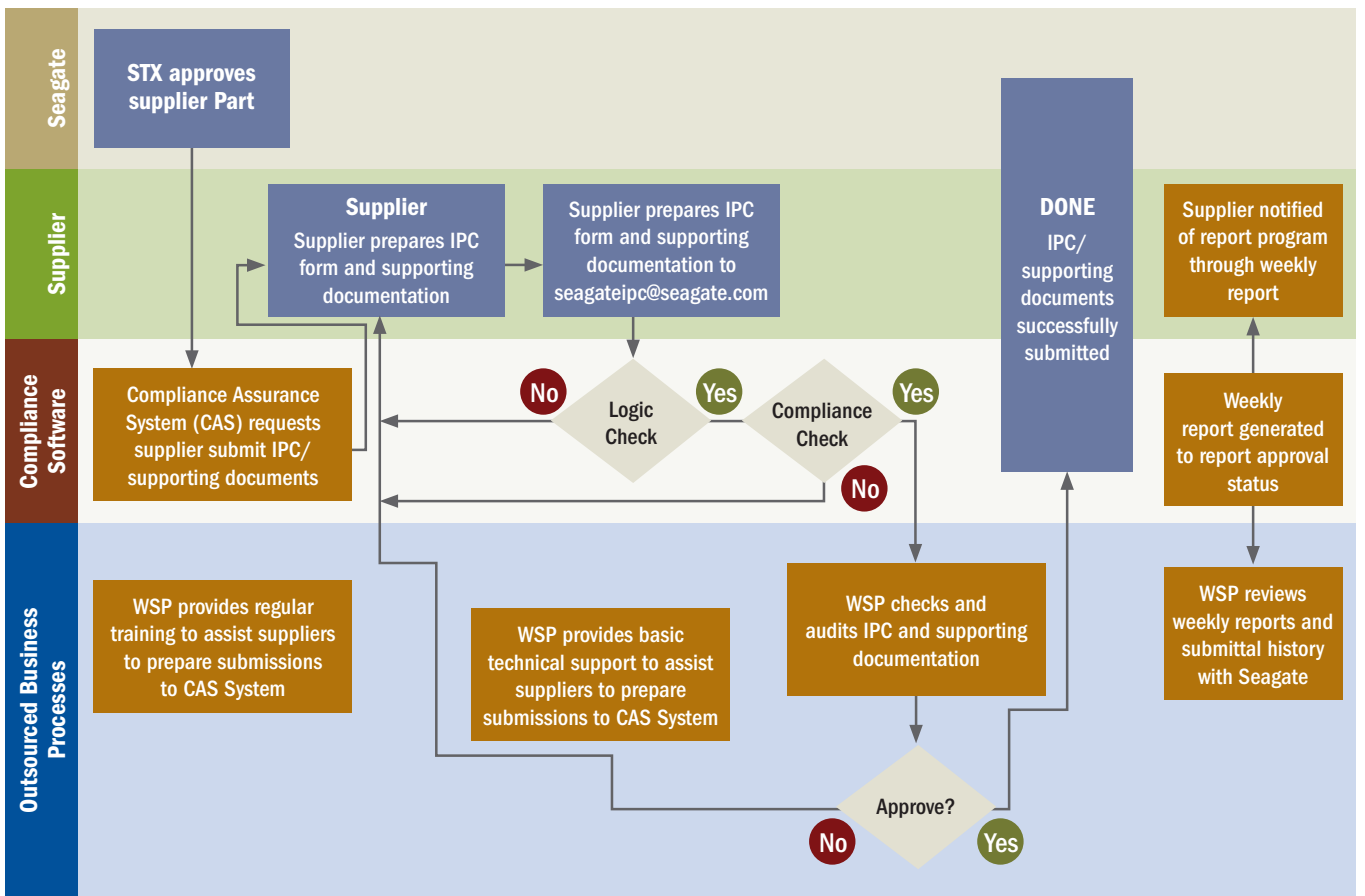 Seagate
STX approves
supplier Part
Supplier
Supplier
Supplier prepares IPC
form and supporting
documentation
Supplier prepares IPC
form and supporting
documentation to
seagateipc@seagate.com
DONE
IPC/
supporting
documents
successfully
submitted
Supplier notified
of report program
through weekly
report
Compliance
Software
Compliance Assurance
System (CAS) requests
supplier submit IPC/
supporting documents
No
Logic
Check
Yes
Compliance
Check
Yes
No
Weekly
report generated
to report approval
status
Outsourced Business
Processes
WSP provides regular
training to assist suppliers
to prepare submissions
to CAS System
WSP provides basic
technical support to assist
suppliers to prepare
submissions to CAS System
WSP checks and
audits IPC and supporting
documentation
WSP reviews
weekly reports and
submittal history
with Seagate
Approve?
No
Yes